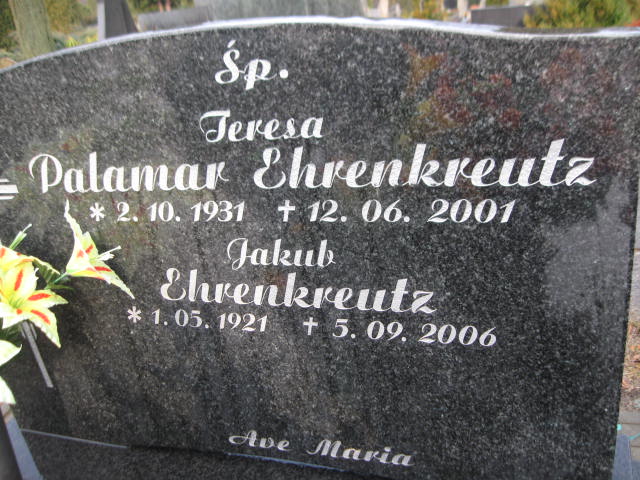 Śp.
Teresa
Palamar Ehrenkreutz
* 2. 10. 1931 + 12. 06. 2001
Jakub
Ehrenkreutz
* 1. 05. 1921 + 5. 09. 2006
Ave Maria